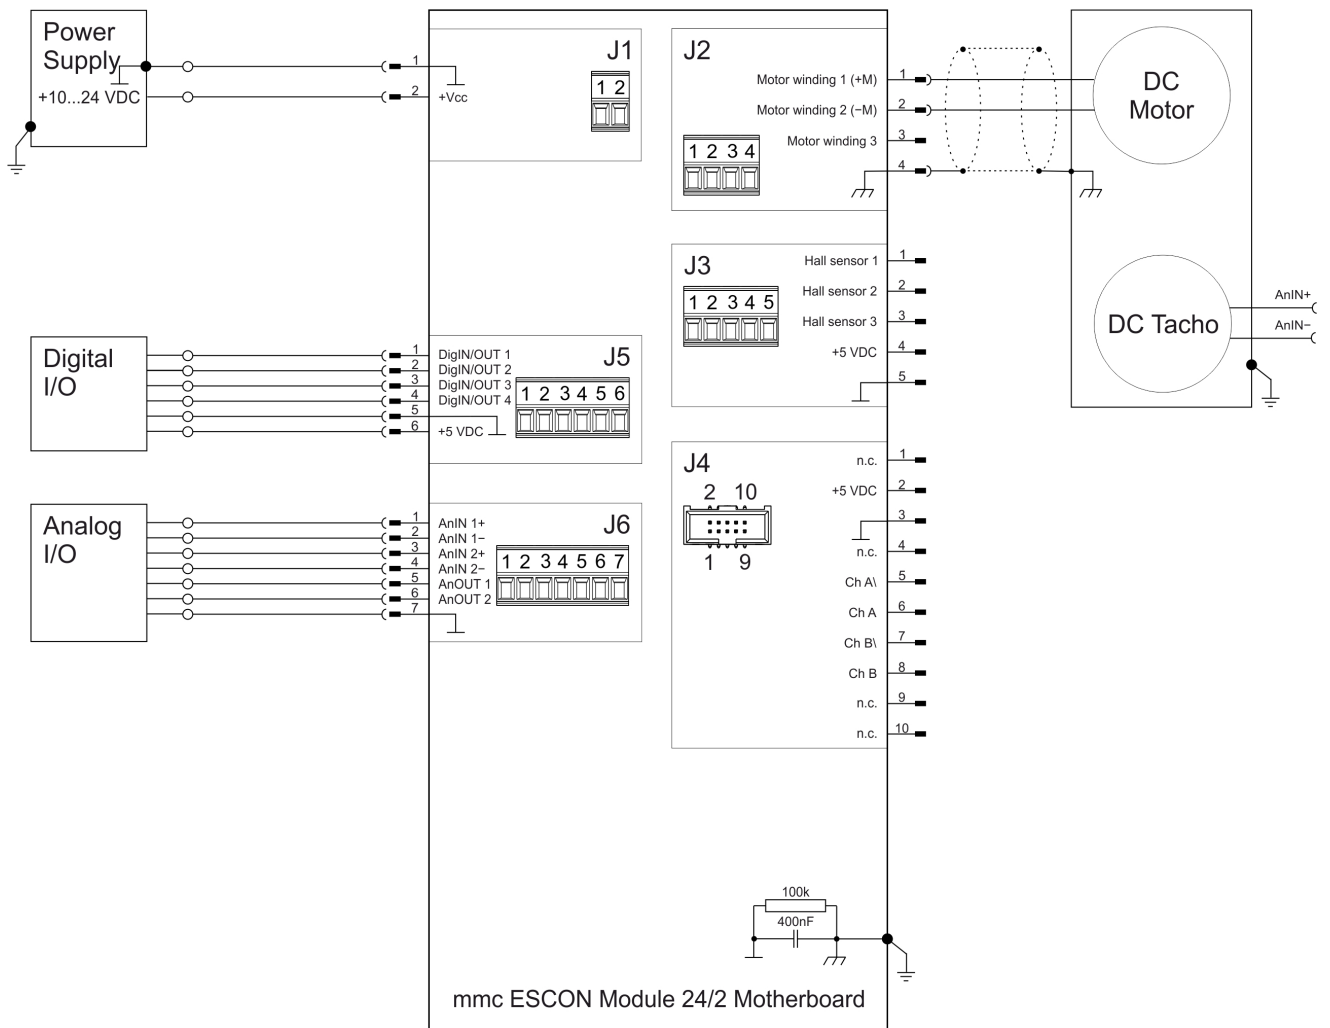 Power
Supply
+10...24 VDC
1
2
+Vcc
J1
1 2
J2
Motor winding 1 (+M)
1
Motor winding 2 (−M)
2
Motor winding 3
3
4
1 2 3 4
DC
Motor
J3
Hall sensor 1
1
Hall sensor 2
2
Hall sensor 3
3
+5 VDC
4
5
1 2 3 4 5
DC Tacho
AnIN+
AnIN−
Digital
I/O
1
DigIN/OUT 1
2
DigIN/OUT 2
3
DigIN/OUT 3
4
DigIN/OUT 4
5
6
+5 VDC
J5
1 2 3 4 5 6
J4
2 10
1 9
n.c.
1
+5 VDC
2
3
n.c.
4
Ch A\
5
Ch A
6
Ch B\
7
Ch B
8
n.c.
9
n.c.
10
Analog
I/O
1
AnIN 1+
2
AnIN 1−
3
AnIN 2+
4
AnIN 2−
5
AnOUT 1
6
AnOUT 2
7
J6
1 2 3 4 5 6 7
100k
400nF
mmc ESCON Module 24/2 Motherboard